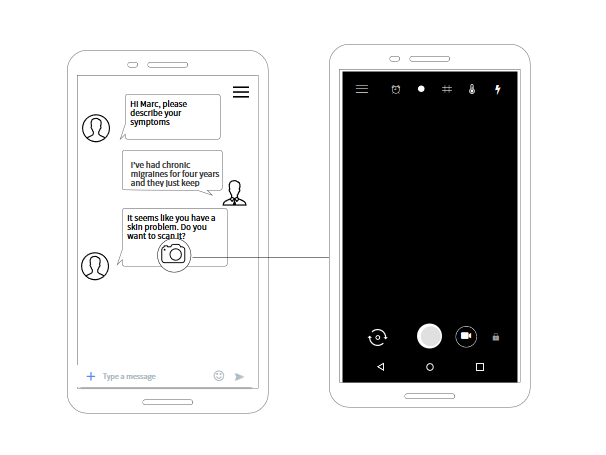 Hi Marc, please
describe your
symptoms
I've had chronic
migraines for four years
and they just keep
It seems like you have a
skin problem. Do you
want to scan it?
Type a message